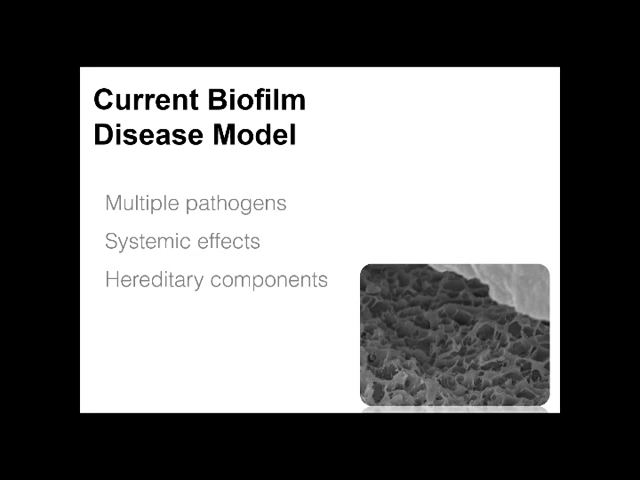 Current Biofilm
Disease Model
Multiple pathogens
Systemic effects
Hereditary components